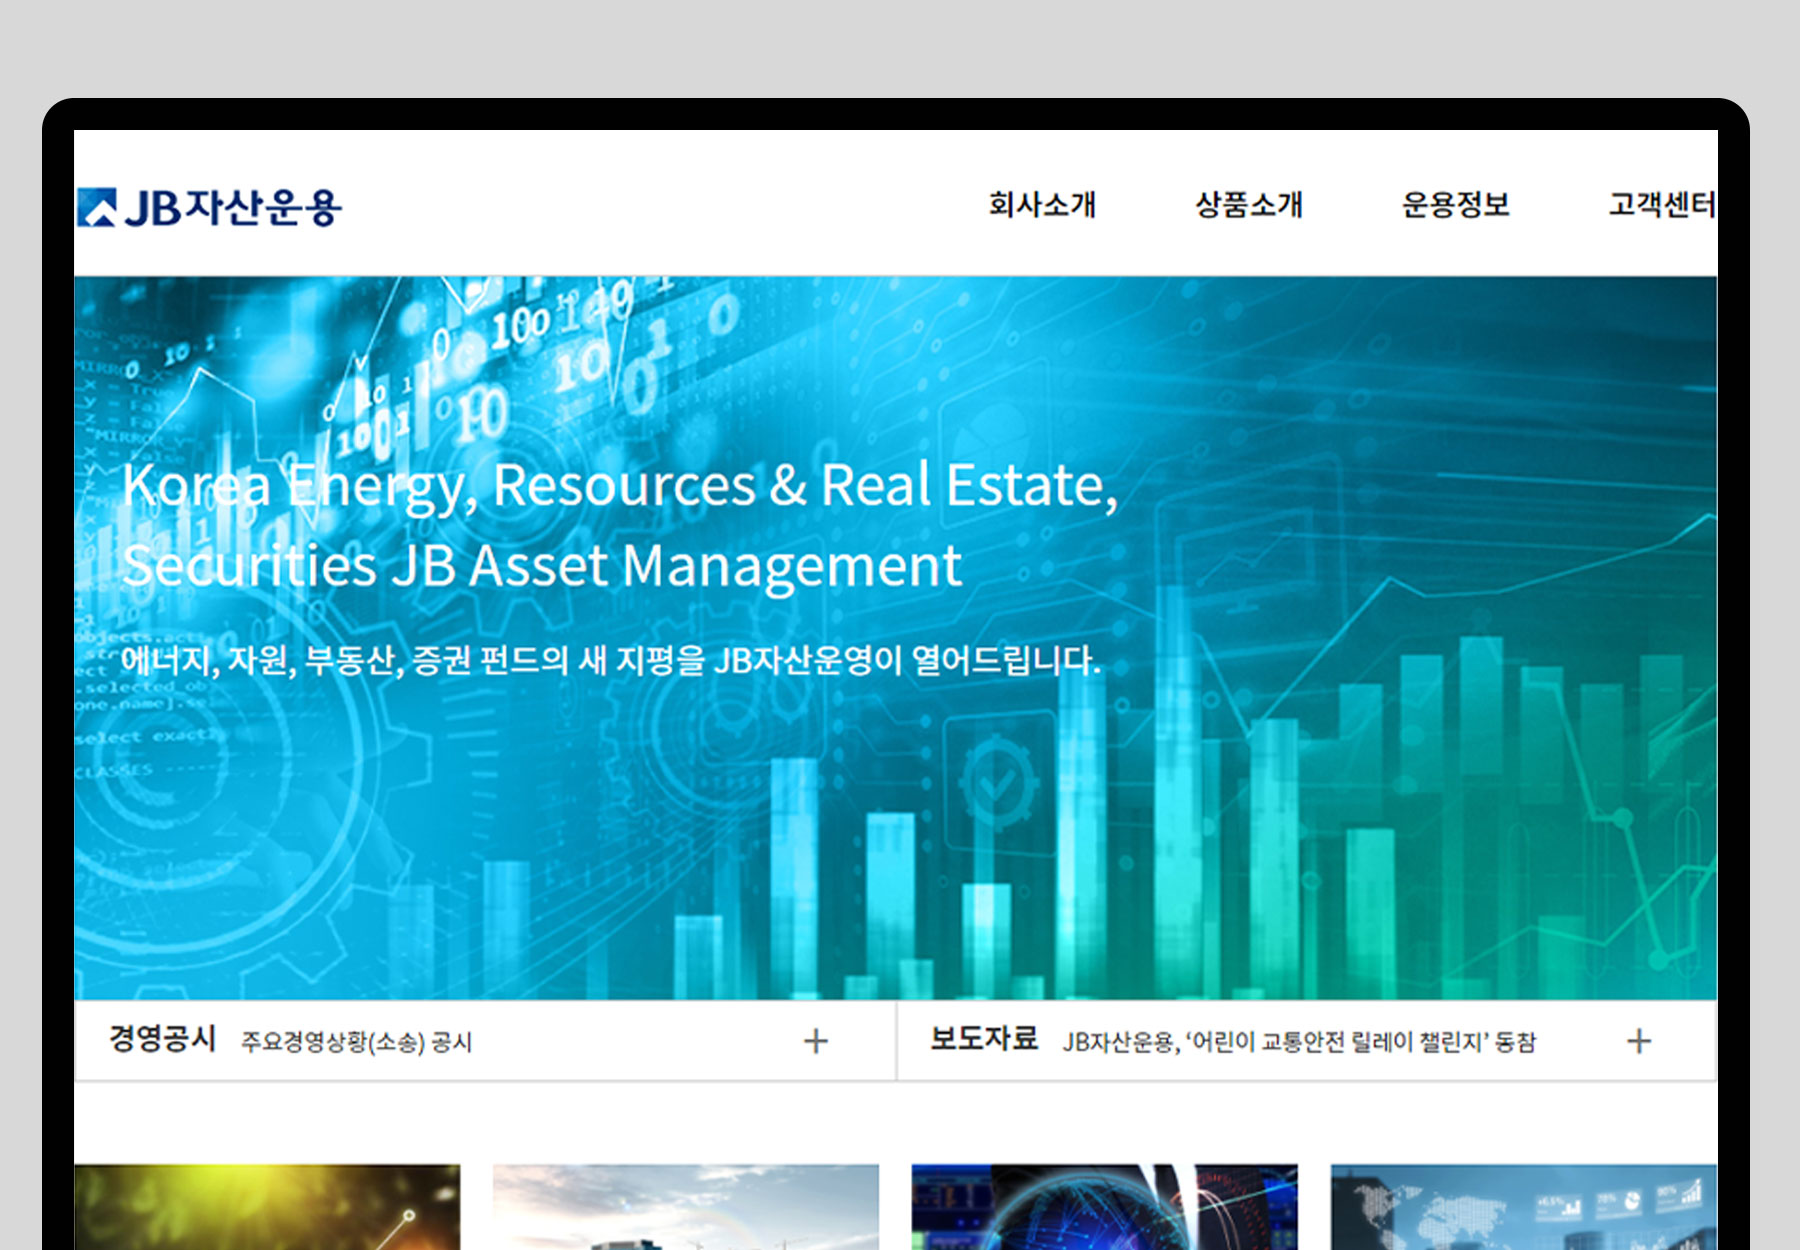 JB자산운용
회사소개 상품소개 운용정보 고객센터
Korea Energy, Resources & Real Estate,
Securities JB Asset Management
에너지, 자원, 부동산, 증권 펀드의 새 지평을 JB자산운영이 열어드립니다.
경영공시 주요경영상황(소송) 공시 +
보도자료 JB자산운용, ‘어린이 교통안전 릴레이 챌린지’ 동참 +